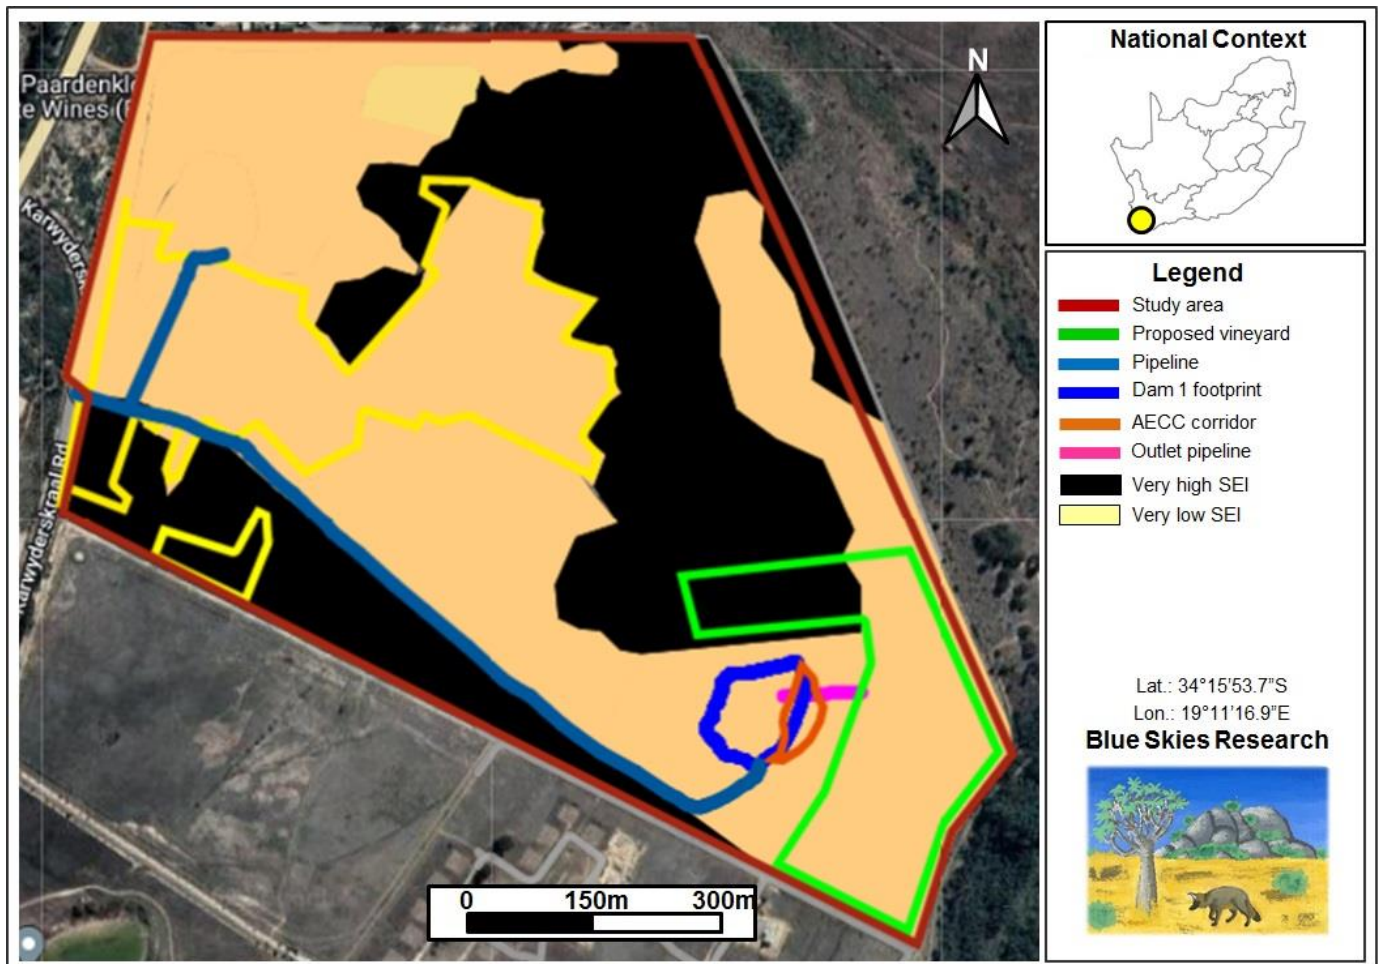 National Context
N
Paardenkl
e Wines (
Karwydersk
Karwyderskraal Rd
0 150m 300m
Legend
Study area
Proposed vineyard
Pipeline
Dam 1 footprint
AECC corridor
Outlet pipeline
Very high SEI
Very low SEI
Lat.: 34°15’53.7”S
Lon.: 19°11’16.9”E
Blue Skies Research